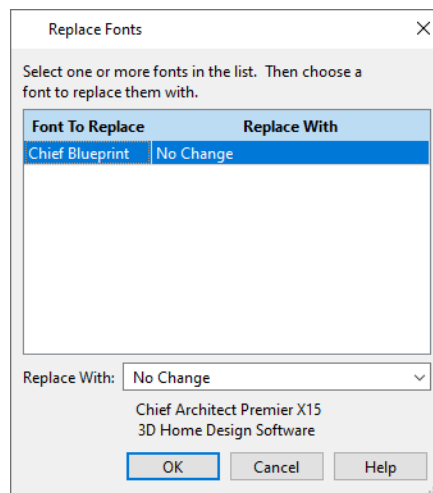 Replace Fonts
Select one or more fonts in the list. Then choose a
font to replace them with.
Font To Replace Replace With
Chief Blueprint No Change
Replace With: No Change
Chief Architect Premier X15
3D Home Design Software
OK Cancel Help